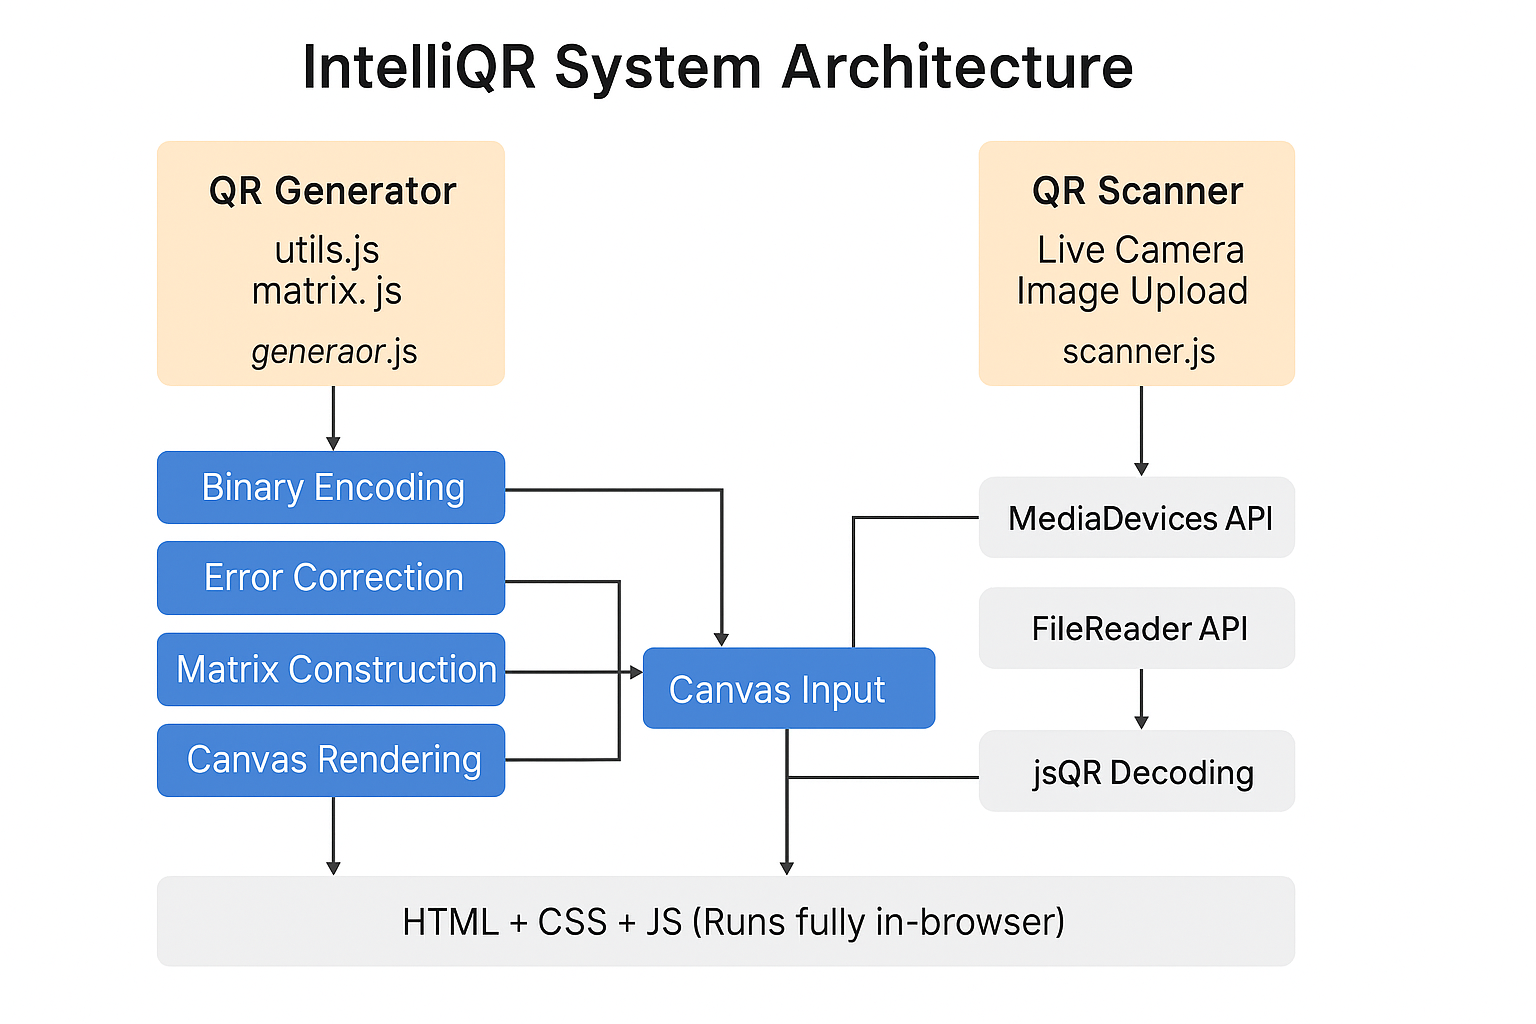 IntelliQR System Architecture
QR Generator
utils.js
matrix. js
generaor.js
QR Scanner
Live Camera
Image Upload
scanner.js
Binary Encoding
Error Correction
Matrix Construction
Canvas Rendering
Canvas Input
MediaDevices API
FileReader API
jsQR Decoding
HTML + CSS + JS (Runs fully in-browser)